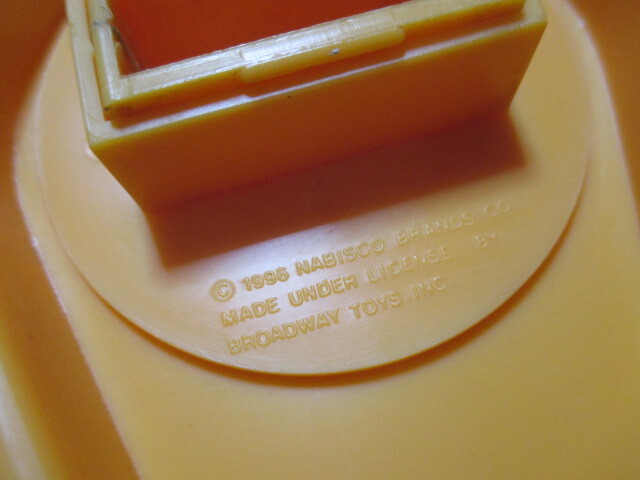 © 1996 NABISCO BRANDS CO
MADE UNDER LICENSE BY
BROADWAY TOYS INC